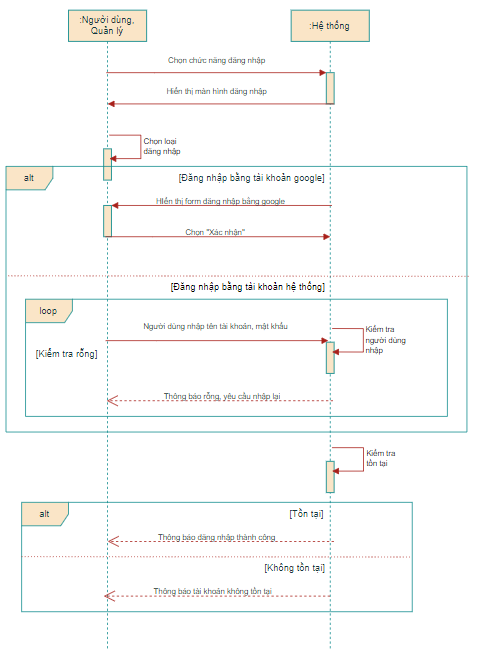 :Người dùng,
Quản lý
:Hệ thống
Chọn chức năng đăng nhập
Hiển thị màn hình đăng nhập
Chọn loại
đăng nhập
alt
[Đăng nhập bằng tài khoản google]
HIển thị form đăng nhập bằng google
Chọn "Xác nhận"
[Đăng nhập bằng tài khoản hệ thống]
loop
Người dùng nhập tên tài khoản, mật khẩu
Kiểm tra
người dùng
nhập
[Kiểm tra rỗng]
Thông báo rỗng, yêu cầu nhập lại
Kiểm tra
tồn tại
alt
[Tồn tại]
Thông báo đăng nhập thành công
[Không tồn tại]
Thông báo tài khoản không tồn tại